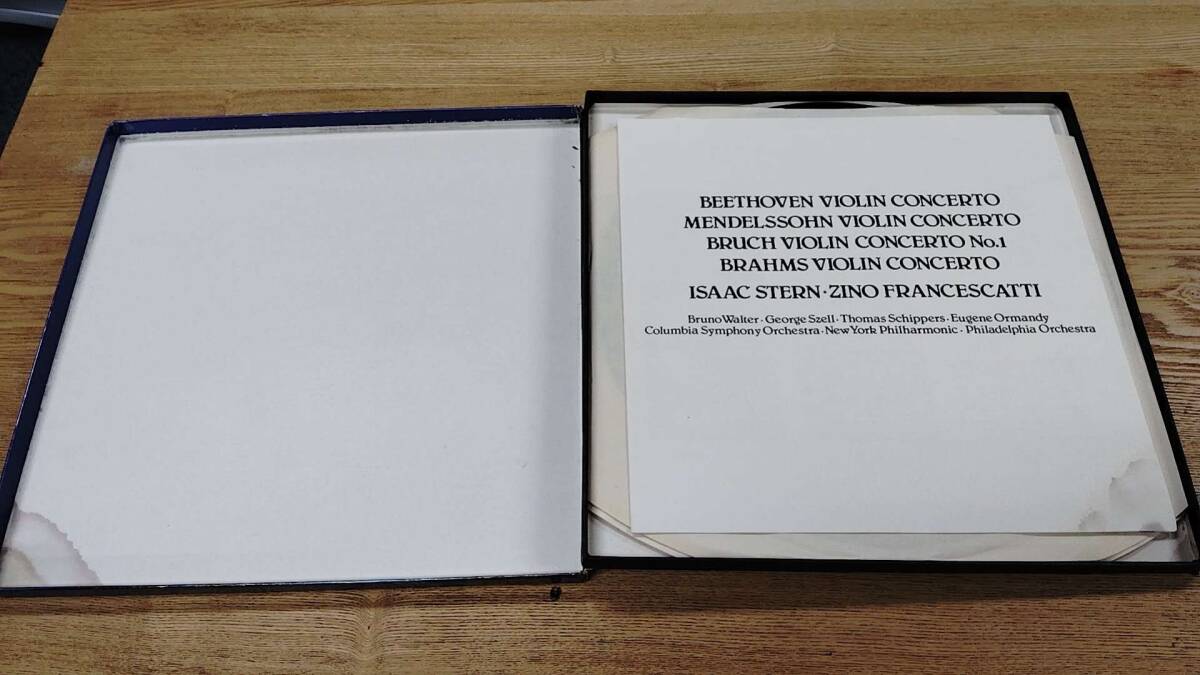 BEETHOVEN VIOLIN CONCERTO
MENDELSSOHN VIOLIN CONCERTO
BRUCH VIOLIN CONCERTO No.1
BRAHMS VIOLIN CONCERTO
ISAAC STERN·ZINO FRANCESCATTI
Bruno Walter·George Szell·Thomas Schippers·Eugene Ormandy
Columbia Symphony Orchestra·New York Philharmonic·Philadelphia Orchestra